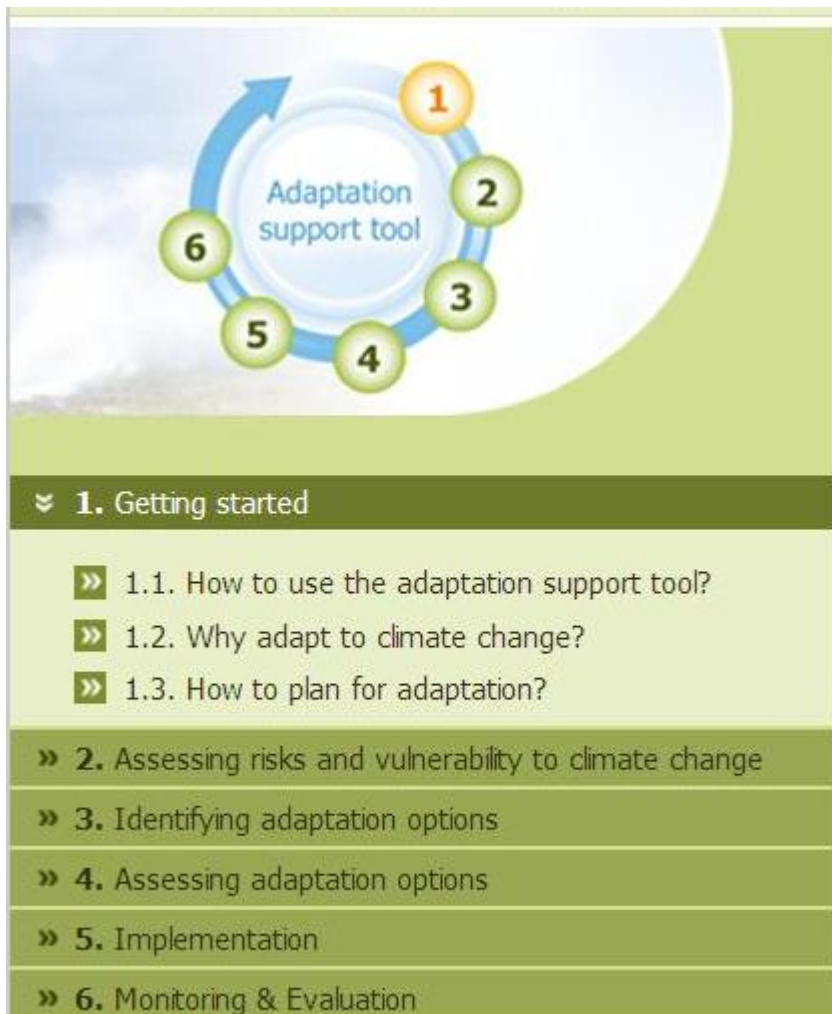 1
2
3
4
5
6
Adaptation
support tool
1. Getting started
1.1. How to use the adaptation support tool?
1.2. Why adapt to climate change?
1.3. How to plan for adaptation?
2. Assessing risks and vulnerability to climate change
3. Identifying adaptation options
4. Assessing adaptation options
5. Implementation
6. Monitoring & Evaluation